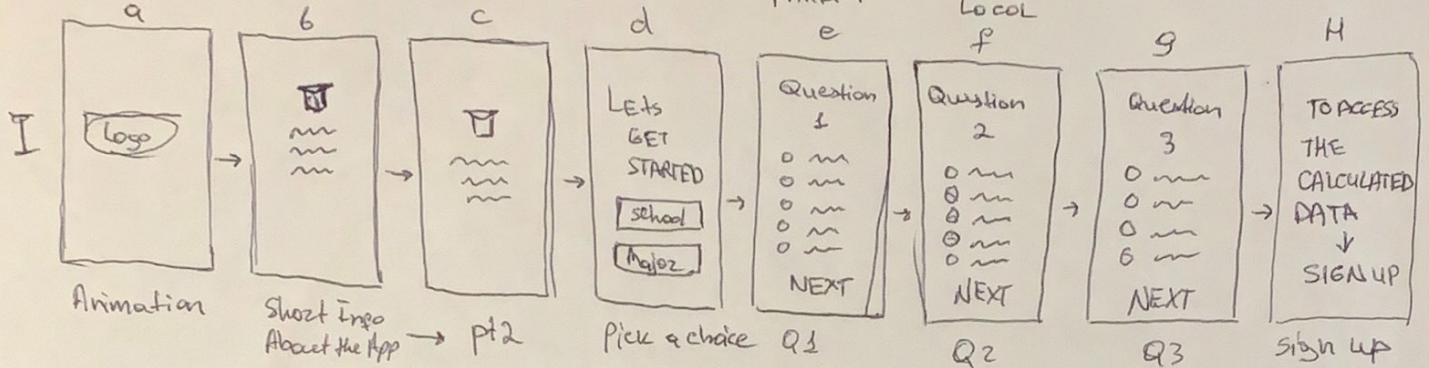 LOCAL
a
b
c
d
e
f
g
H
I
Logo
LETS
GET
STARTED
School
Major
Question
1
NEXT
Question
2
NEXT
Question
3
NEXT
TO ACCESS
THE
CALCULATED
DATA
SIGN UP
Animation
Short Info
About the App
pt2
Pick a choice
Q1
Q2
Q3
Sign up